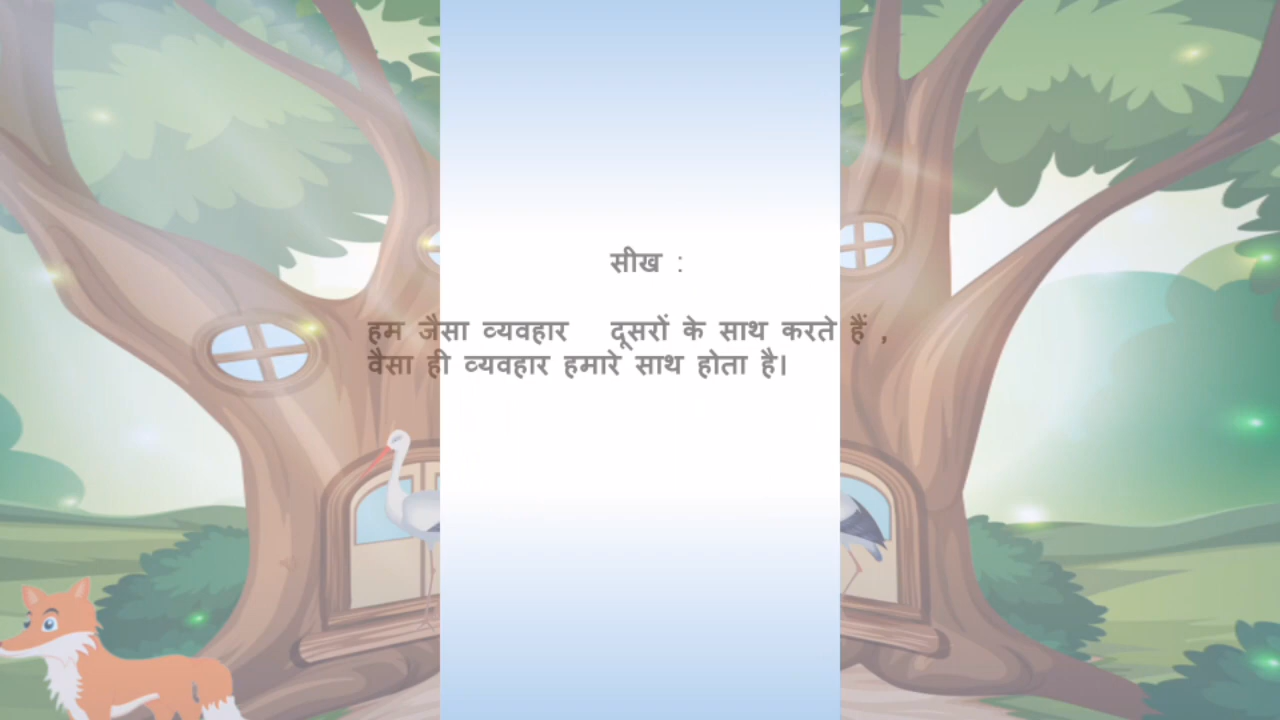 सीख :
हम जैसा व्यवहार दूसरों के साथ करते हैं ,
वैसा ही व्यवहार हमारे साथ होता है।